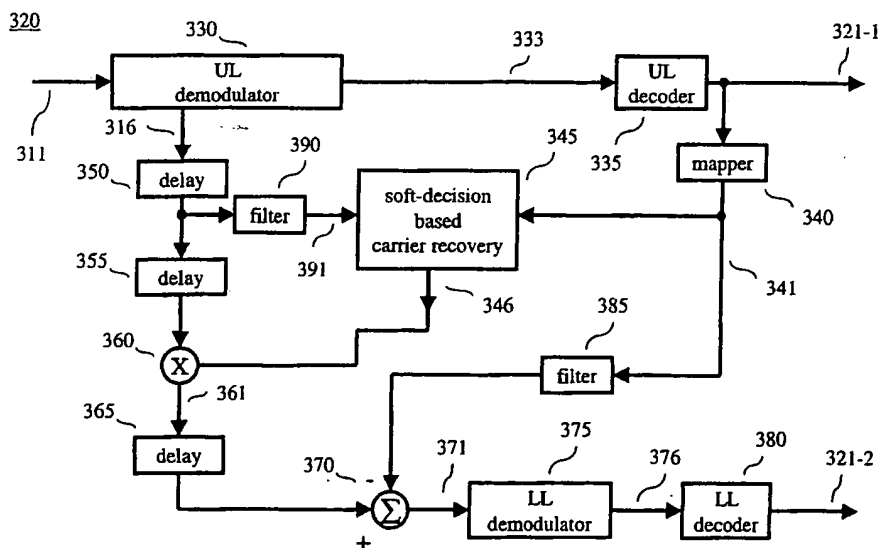 320
330
333
321-1
UL
demodulator
UL
decoder
316
311
390
345
335
350
delay
mapper
filter
soft-decision
based
carrier recovery
340
391
355
delay
346
341
385
360
X
filter
361
365
delay
375
380
370
371
376
321-2
Σ
LL
demodulator
LL
decoder
+